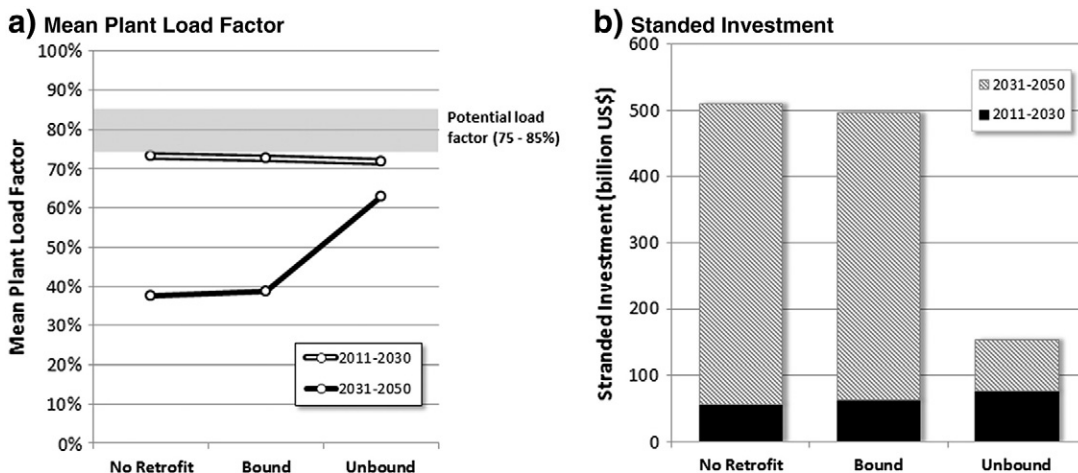 a) Mean Plant Load Factor
100%
90%
80%
70%
60%
50%
40%
30%
20%
10%
0%
Mean Plant Load Factor
Potential load
factor (75 - 85%)
2011-2030
2031-2050
No Retrofit Bound Unbound
b) Standed Investment
600
500
400
300
200
100
0
Stranded Investment (billion US$)
2031-2050
2011-2030
No Retrofit Bound Unbound